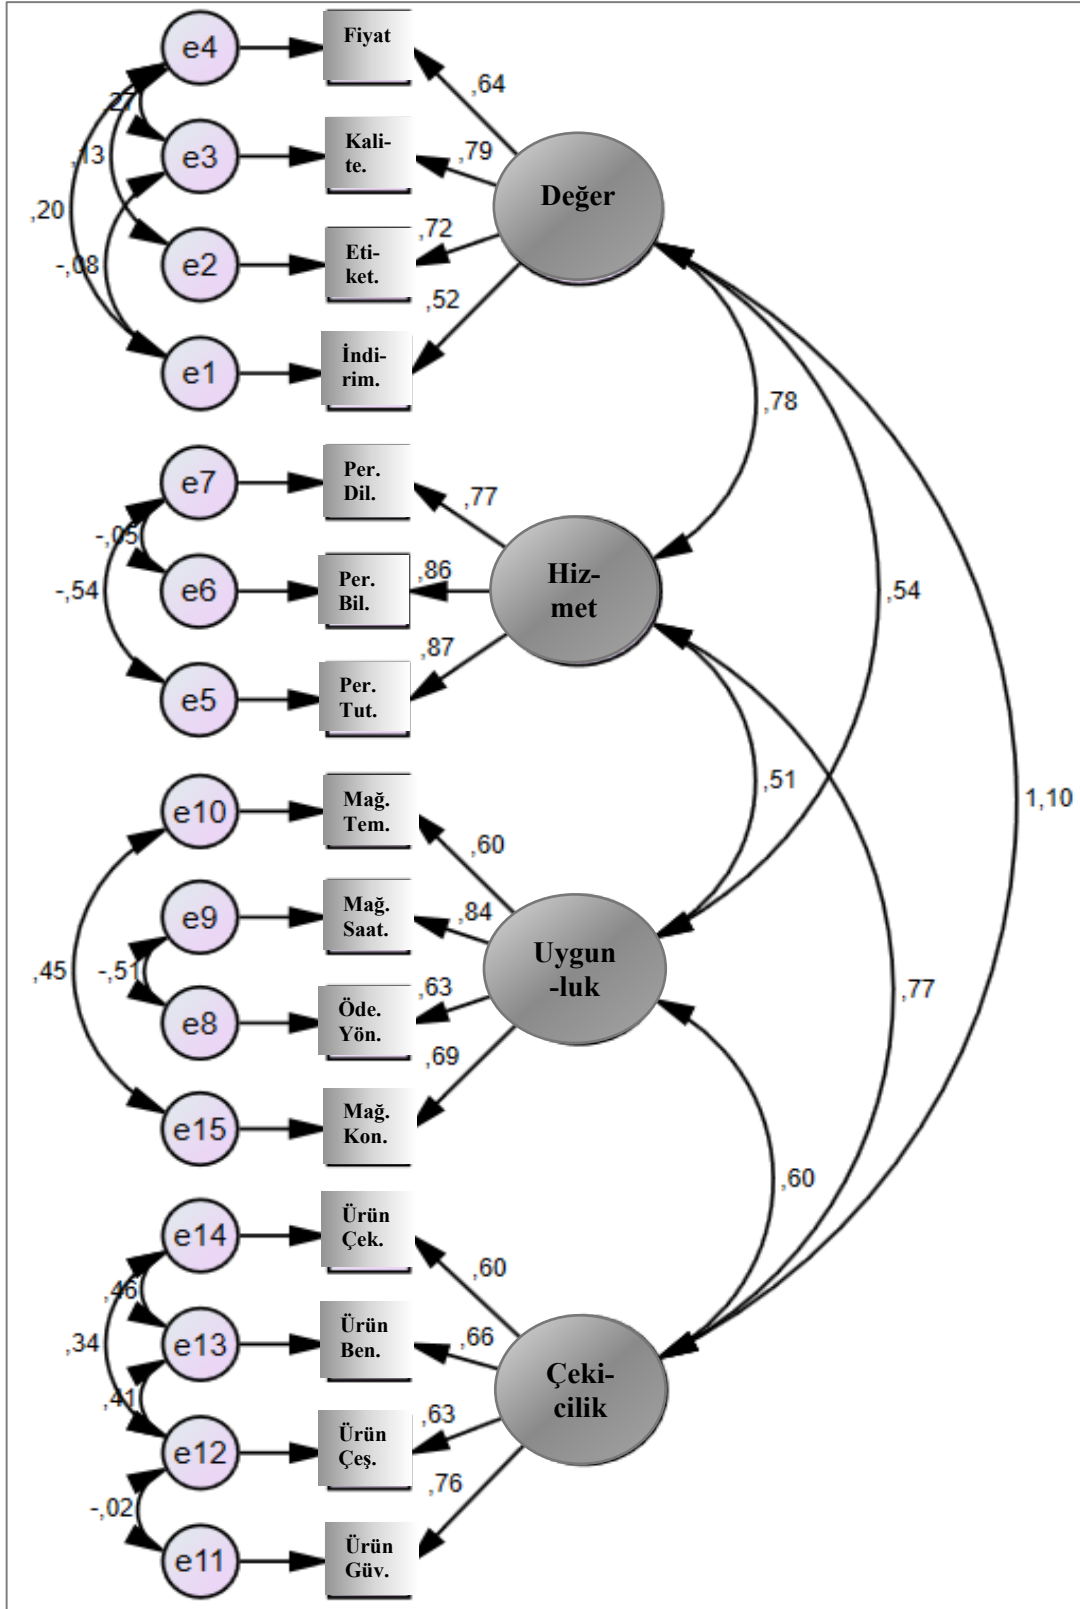 e4
Fiyat
,64
,27
e3
Kali-
te.
,79
Değer
,13
,20
-,08
e2
Eti-
ket.
,72
,52
e1
İndi-
rim.
,78
e7
Per.
Dil.
,77
-,05
-,54
e6
Per.
Bil.
,86
Hiz-
met
,54
e5
Per.
Tut.
,87
,51
1,10
e10
Mağ.
Tem.
,60
e9
Mağ.
Saat.
,84
,45
-,51
Uygun
-luk
,77
e8
Öde.
Yön.
,63
,69
e15
Mağ.
Kon.
,60
e14
Ürün
Çek.
,60
,46
,34
e13
Ürün
Ben.
,66
Çeki-
cilik
,41
e12
Ürün
Çeş.
,63
,76
-,02
e11
Ürün
Güv.